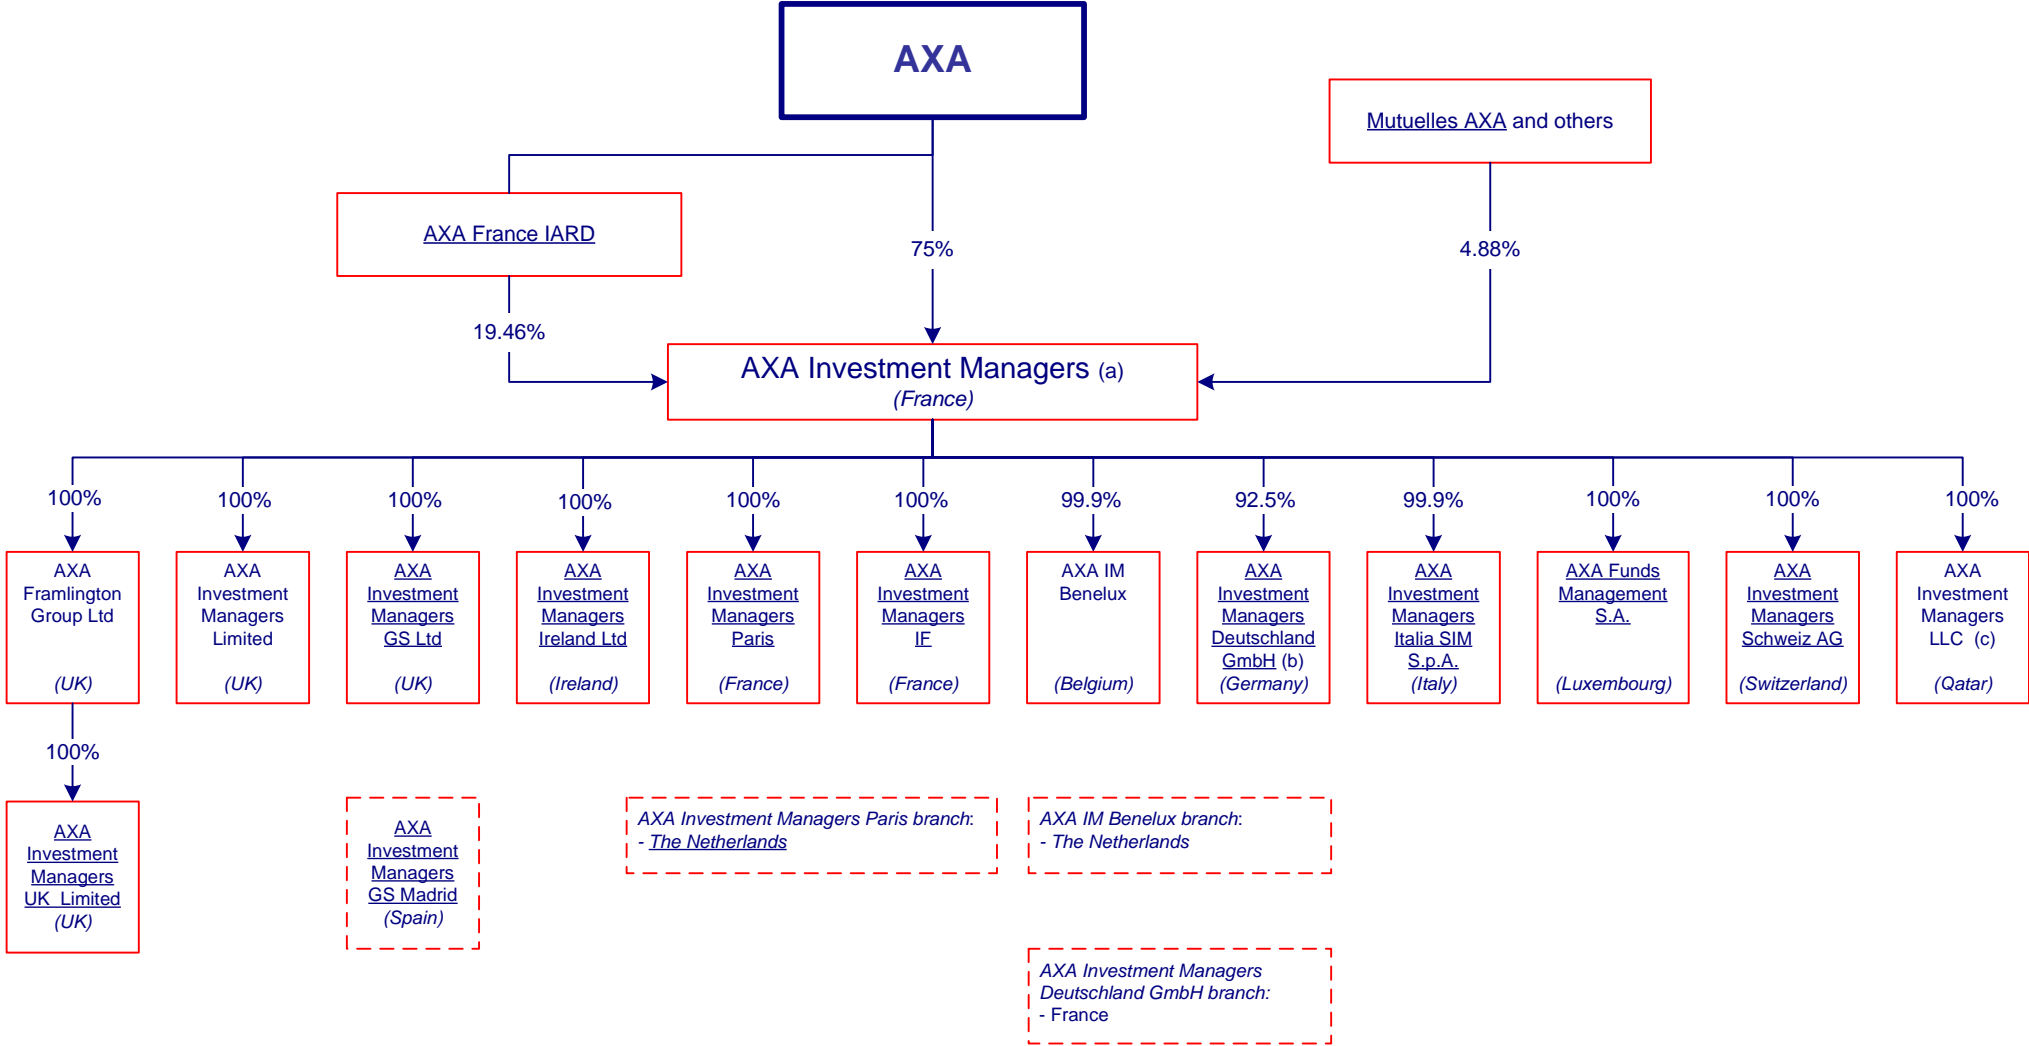 AXA
Mutuelles AXA and others
AXA France IARD
75%
4.88%
19.46%
AXA Investment Managers (a)
(France)
100%
100%
100%
100%
100%
100%
99.9%
92.5%
99.9%
100%
100%
100%
AXA
Framlington
Group Ltd
(UK)
AXA
Investment
Managers
Limited
(UK)
AXA
Investment
Managers
GS Ltd
(UK)
AXA
Investment
Managers
Ireland Ltd
(Ireland)
AXA
Investment
Managers
Paris
(France)
AXA
Investment
Managers
IF
(France)
AXA IM
Benelux
(Belgium)
AXA
Investment
Managers
Deutschland
GmbH (b)
(Germany)
AXA
Investment
Managers
Italia SIM
S.p.A.
(Italy)
AXA Funds
Management
S.A.
(Luxembourg)
AXA
Investment
Managers
Schweiz AG
(Switzerland)
AXA
Investment
Managers
LLC (c)
(Qatar)
100%
AXA
Investment
Managers
UK Limited
(UK)
AXA
Investment
Managers
GS Madrid
(Spain)
AXA Investment Managers Paris branch:
- The Netherlands
AXA IM Benelux branch:
- The Netherlands
AXA Investment Managers
Deutschland GmbH branch:
- France